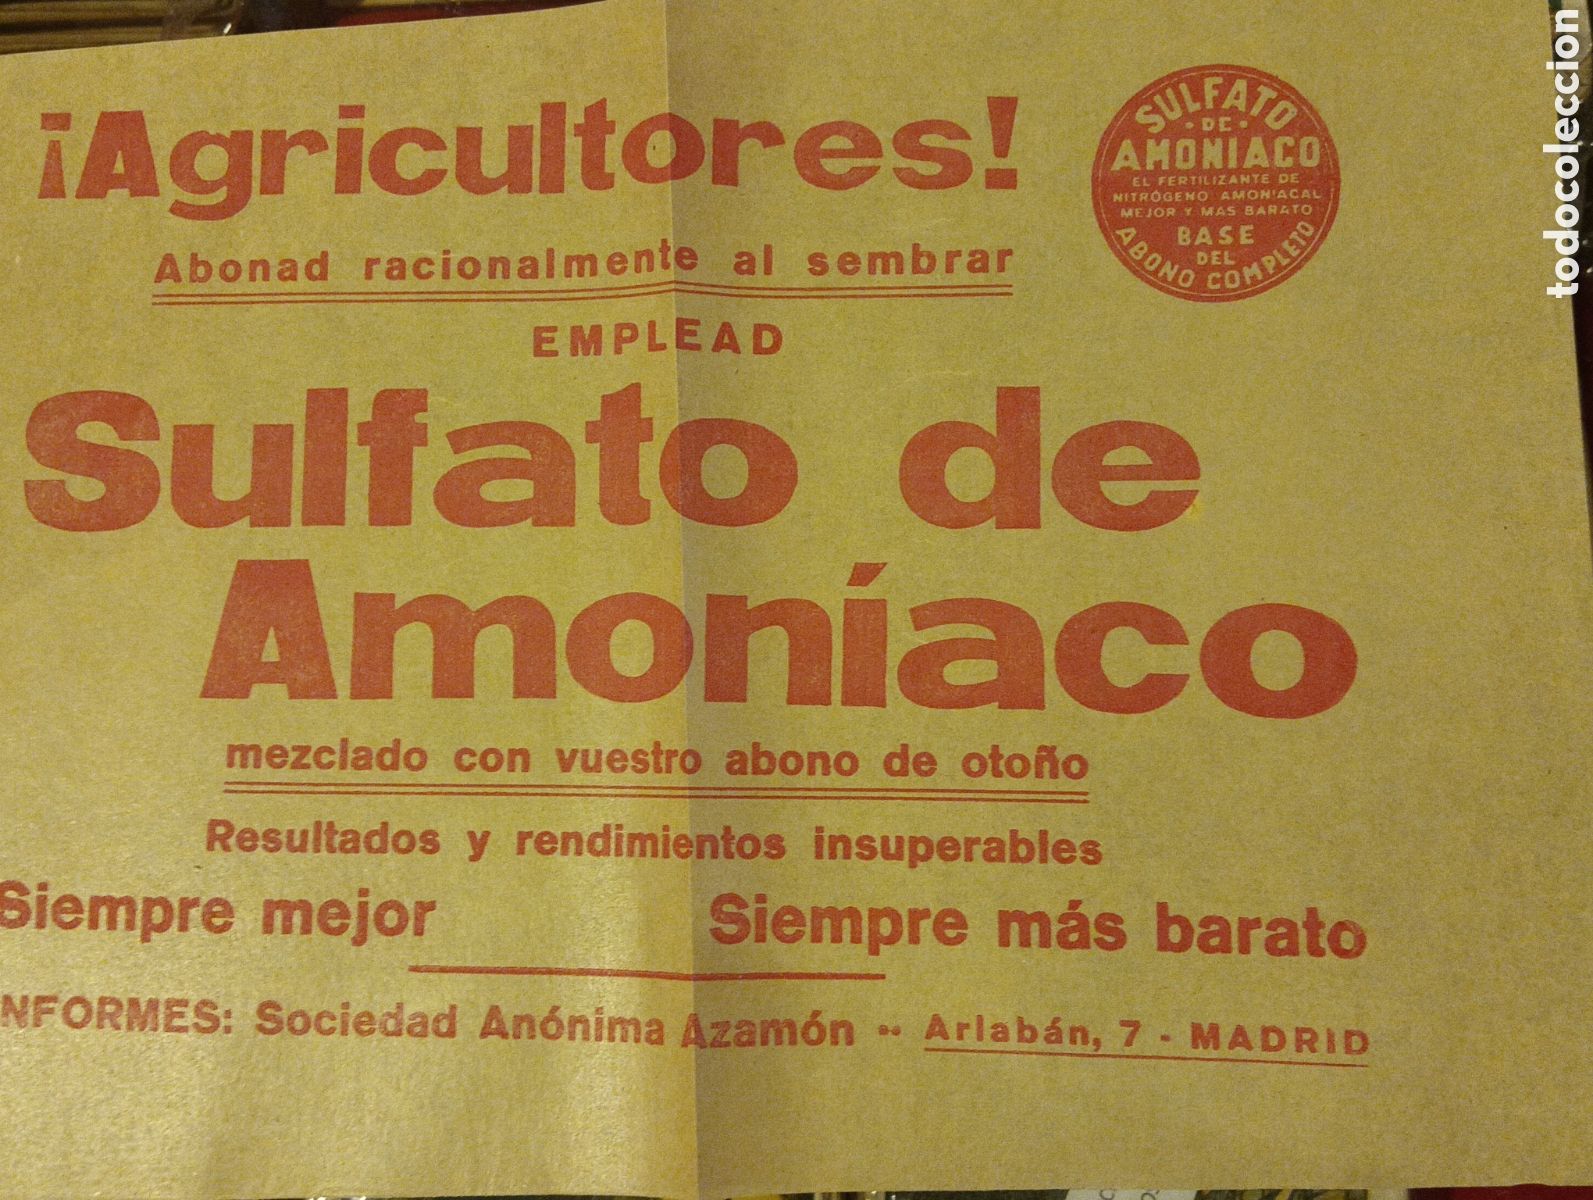 ¡Agricultores!
Abonad racionalmente al sembrar
EMPLEAD
Sulfato de
Amoníaco
mezclado con vuestro abono de otoño
Resultados y rendimientos insuperables
Siempre mejor Siempre más barato
NFORMES: Sociedad Anónima Azamón -- Arlabán, 7 - MADRID
SULFATO
· DE ·
AMONIACO
EL FERTILIZANTE DE
NITRÓGENO AMONIACAL
MEJOR Y MAS BARATO
BASE
DEL
ABONO COMPLETO
todocoleccion